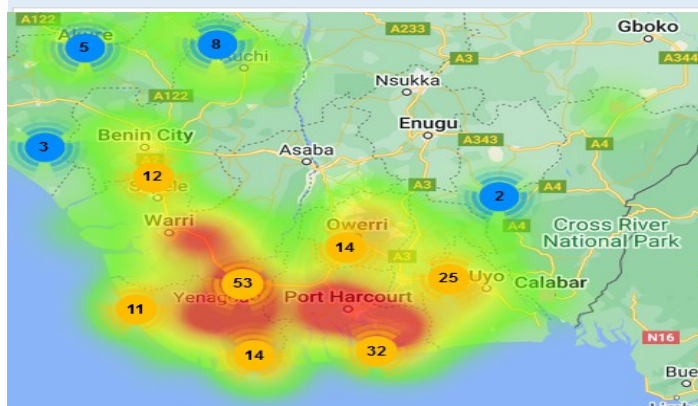 A122
A233
Gboko
5
8
A3
A344
Nsukka
A122
Enugu
A4
3
Benin City
A343
Asaba
12
2
A3
A4
A4
Warri
Owerri
Cross River
National Park
14
A3
53
25
Uyo
Calabar
11
Port Harcourt
14
32
N16